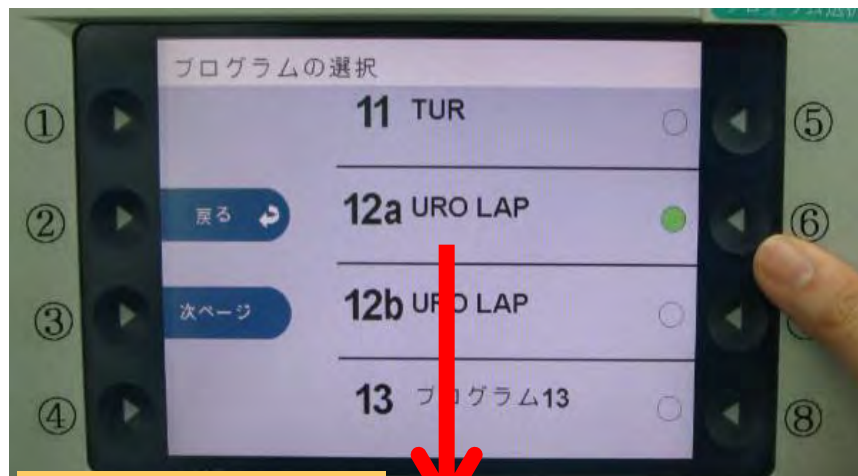 プログラムの選択
① 11 TUR ⑤
② 戻る 12a URO LAP ⑥
③ 次ページ 12b URO LAP
④ 13 プログラム13 ⑧